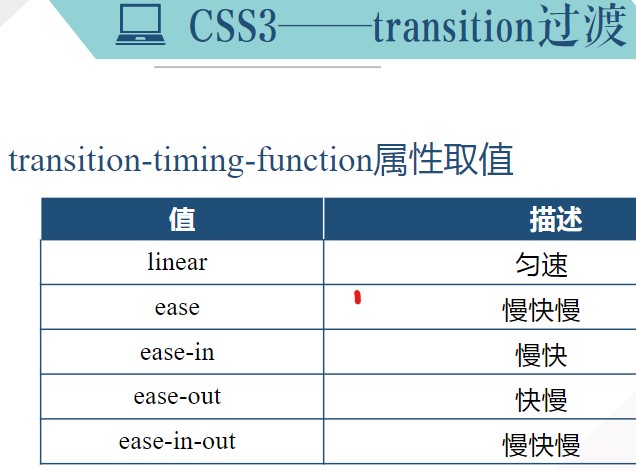 CSS3——transition过渡
transition-timing-function属性取值
值 描述
linear 匀速
ease 慢快慢
ease-in 慢快
ease-out 快慢
ease-in-out 慢快慢